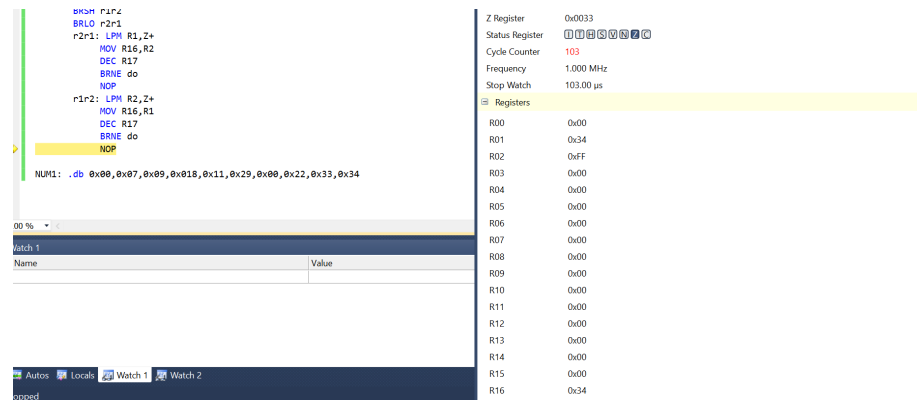 BRSH r1r2
BRLO r2r1
r2r1: LPM R1,Z+
MOV R16,R2
DEC R17
BRNE do
NOP
r1r2: LPM R2,Z+
MOV R16,R1
DEC R17
BRNE do
NOP
NUM1: .db 0x00,0x07,0x09,0x018,0x11,0x29,0x00,0x22,0x33,0x34
00 %
Watch 1
Name Value
Autos Locals Watch 1 Watch 2
opped
Z Register 0x0033
Status Register I T H S V N Z C
Cycle Counter 103
Frequency 1.000 MHz
Stop Watch 103.00 µs
Registers
R00 0x00
R01 0x34
R02 0xFF
R03 0x00
R04 0x00
R05 0x00
R06 0x00
R07 0x00
R08 0x00
R09 0x00
R10 0x00
R11 0x00
R12 0x00
R13 0x00
R14 0x00
R15 0x00
R16 0x34